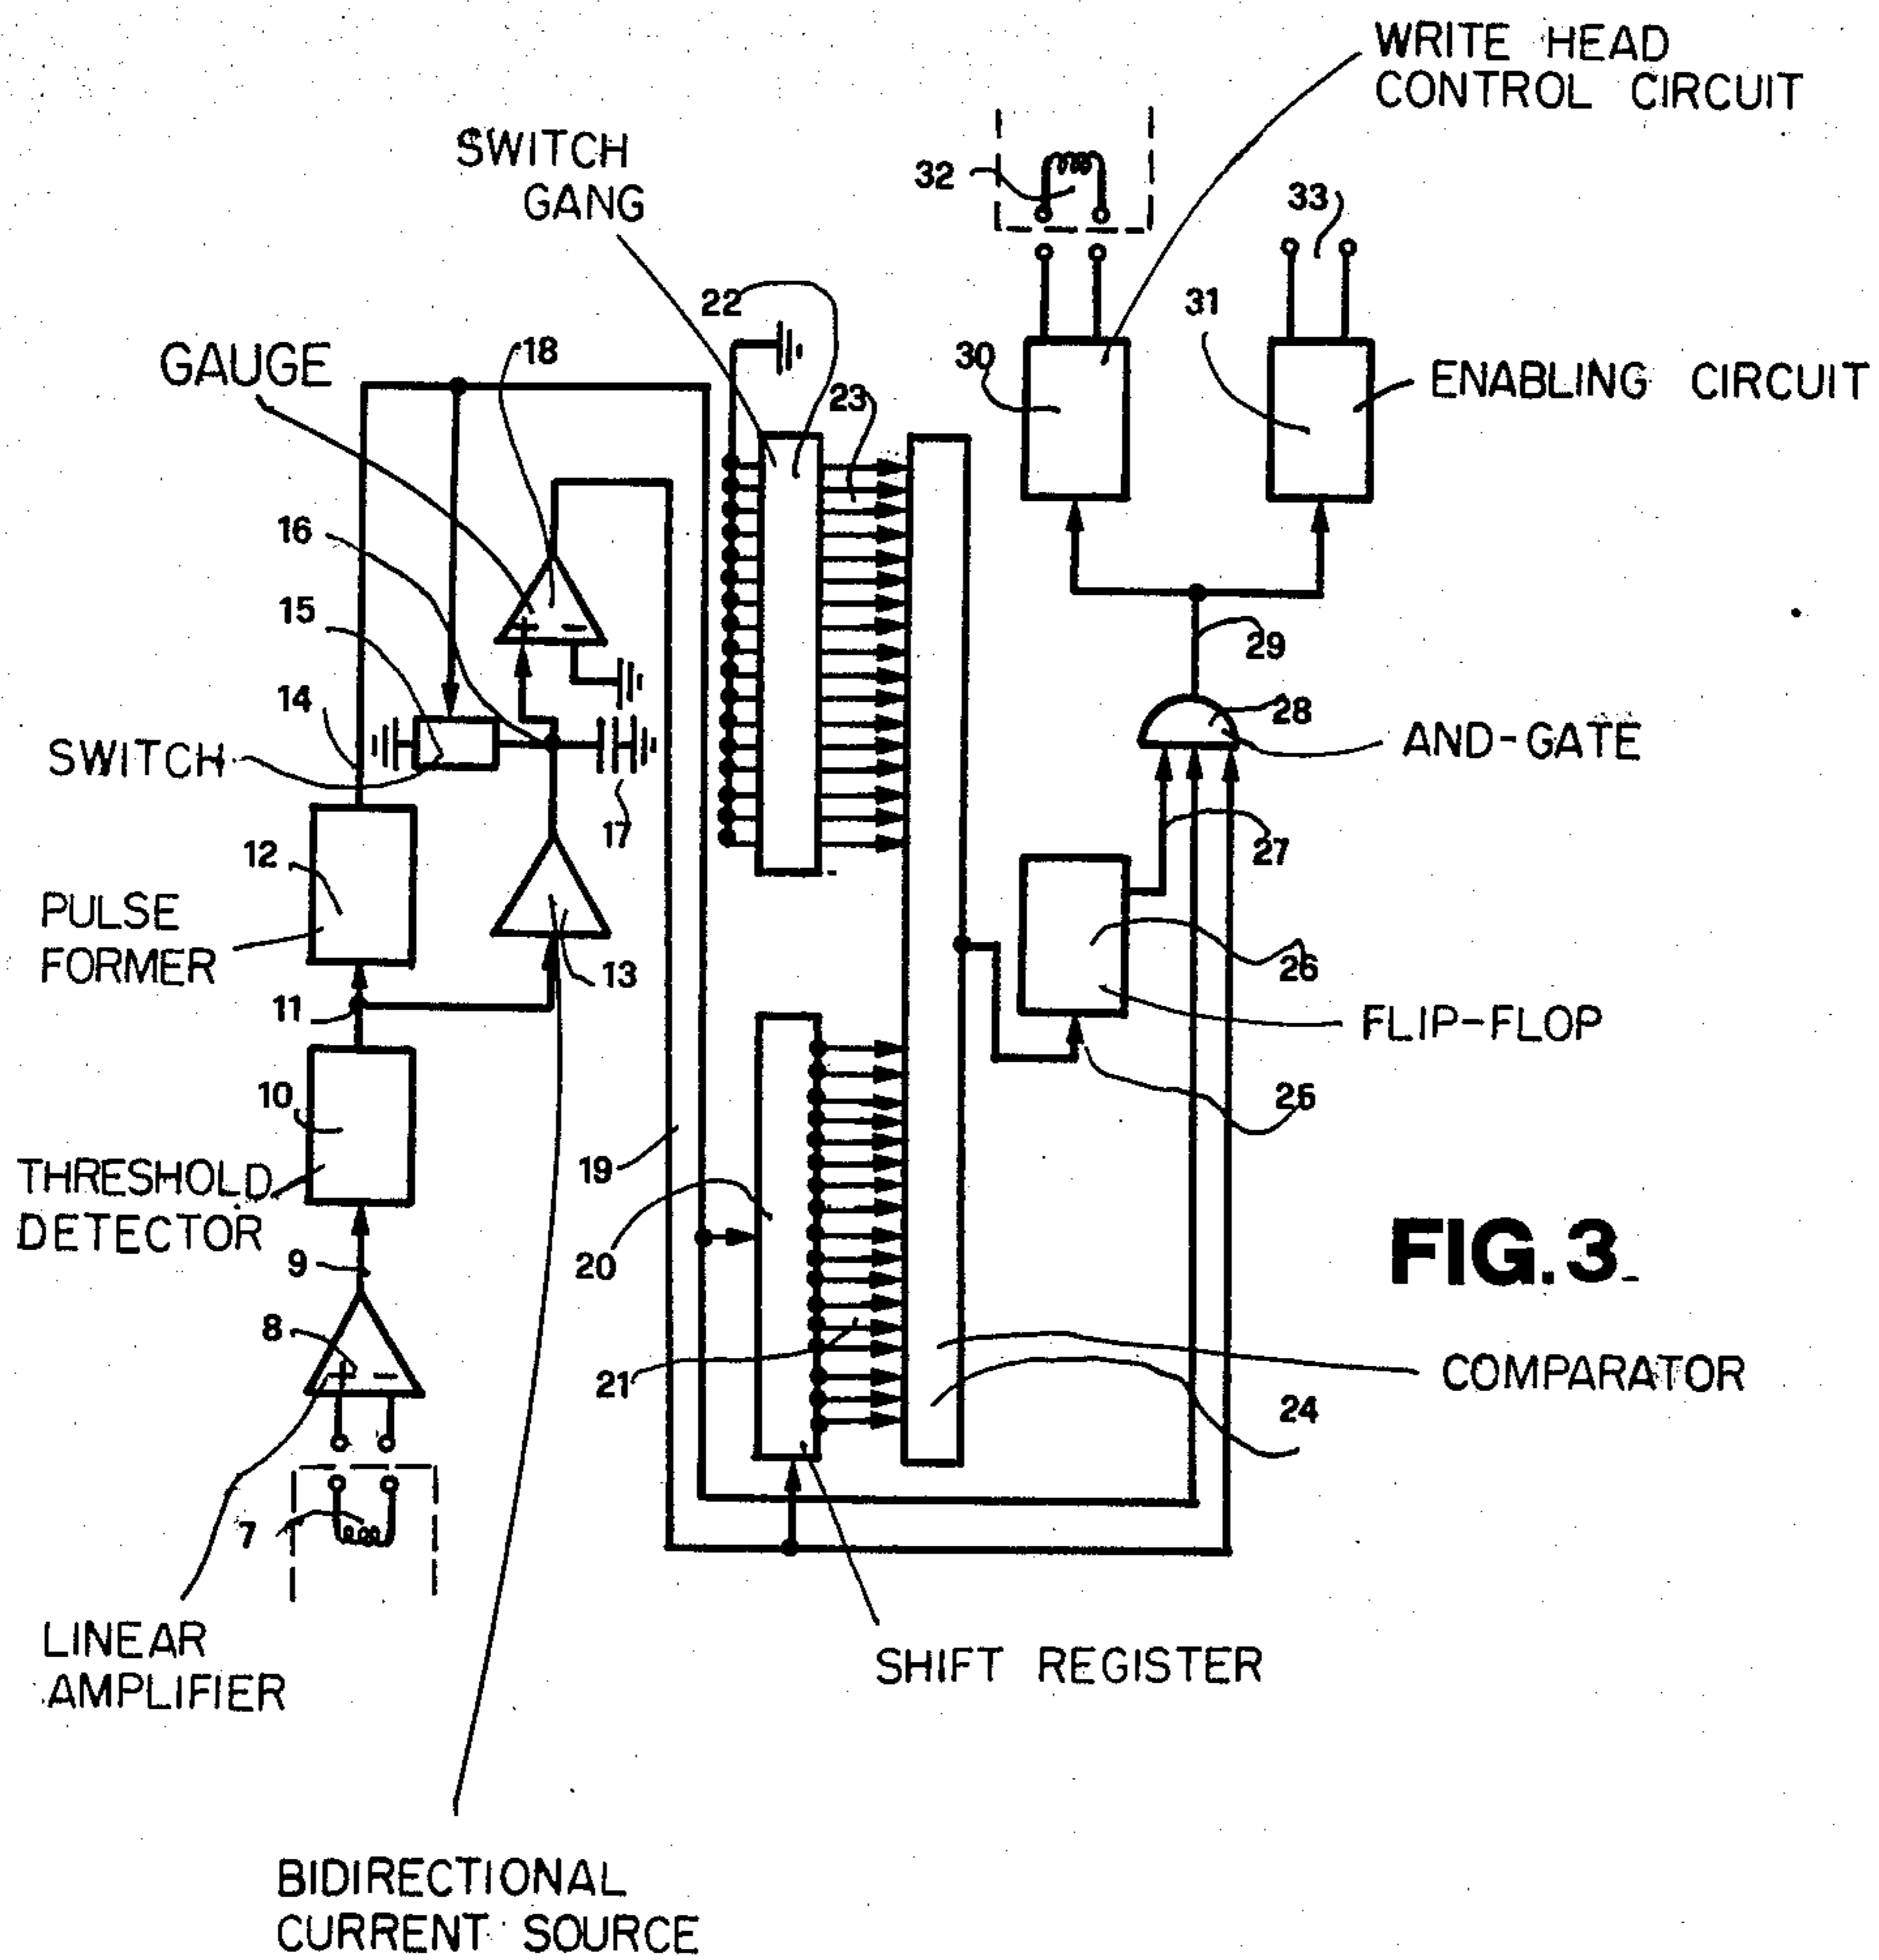 WRITE HEAD
CONTROL CIRCUIT
SWITCH
GANG
32
33
22
31
18
30
GAUGE
ENABLING CIRCUIT
23
16
15
29
14
28
SWITCH
AND-GATE
17
12
27
PULSE
FORMER
13
26
11
FLIP-FLOP
10
25
19
THRESHOLD
DETECTOR
20
9
FIG. 3
8
+ -
+ -
21
COMPARATOR
24
7
LINEAR
AMPLIFIER
SHIFT REGISTER
BIDIRECTIONAL
CURRENT SOURCE